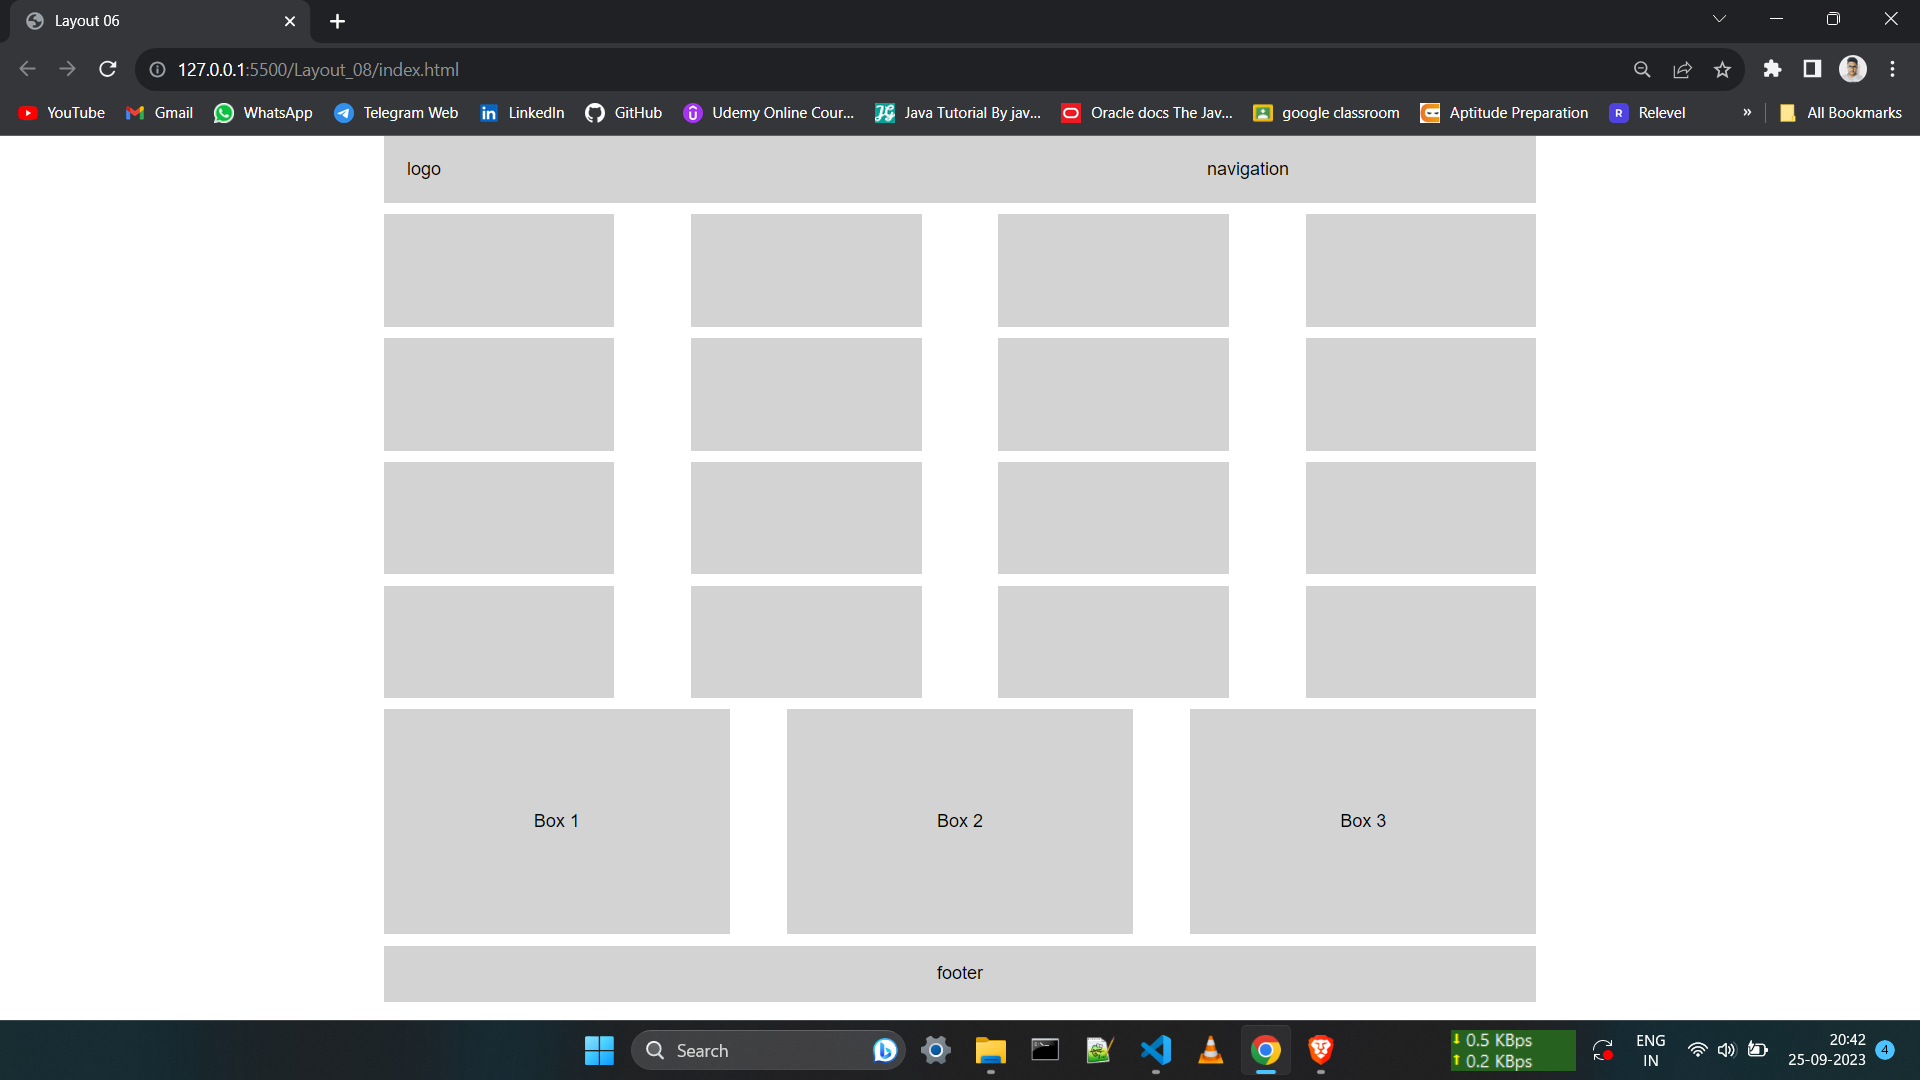 Layout 06
127.0.0.1:5500/Layout_08/index.html
YouTube Gmail WhatsApp Telegram Web LinkedIn GitHub Udemy Online Cour... Java Tutorial By jav... Oracle docs The Jav... google classroom Aptitude Preparation R Relevel » All Bookmarks
logo navigation
Box 1 Box 2 Box 3
footer
Search
0.5 KBps
0.2 KBps
ENG
IN
20:42
25-09-2023
4